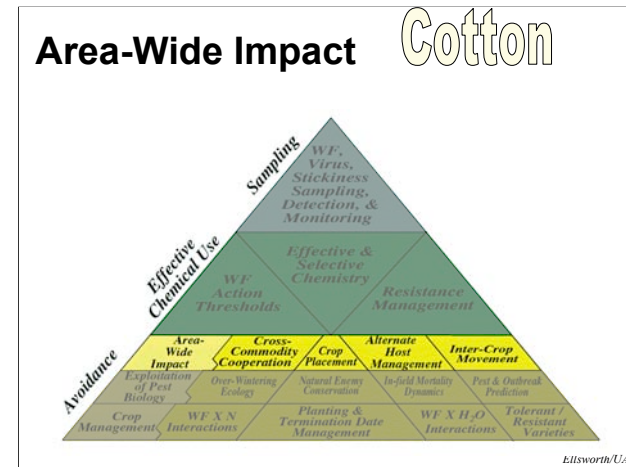 Area-Wide Impact Cotton
Sampling
WF,
Virus,
Stickiness
Sampling,
Detection, &
Monitoring
Effective
Chemical Use
WF
Action
Thresholds
Effective &
Selective
Chemistry
Resistance
Management
Avoidance
Area-
Wide
Impact
Cross-
Commodity
Cooperation
Crop
Placement
Alternate
Host
Management
Inter-Crop
Movement
Exploitation
of Pest
Biology
Over-Wintering
Ecology
Natural Enemy
Conservation
In-field Mortality
Dynamics
Pest & Outbreak
Prediction
Crop
Management
WF X N
Interactions
Planting &
Termination Date
Management
WF X H₂O
Interactions
Tolerant /
Resistant
Varieties
Ellsworth/UA